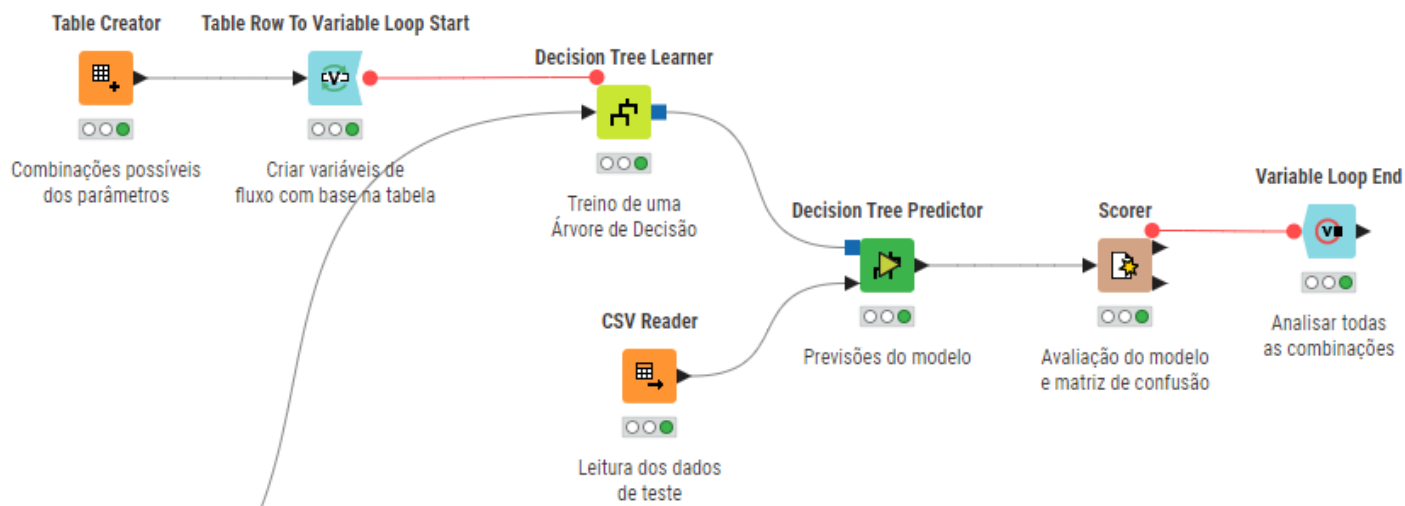 Table Creator
Combinações possíveis
dos parâmetros
Table Row To Variable Loop Start
Criar variáveis de
fluxo com base na tabela
Decision Tree Learner
Treino de uma
Árvore de Decisão
CSV Reader
Leitura dos dados
de teste
Decision Tree Predictor
Previsões do modelo
Scorer
Avaliação do modelo
e matriz de confusão
Variable Loop End
Analisar todas
as combinações